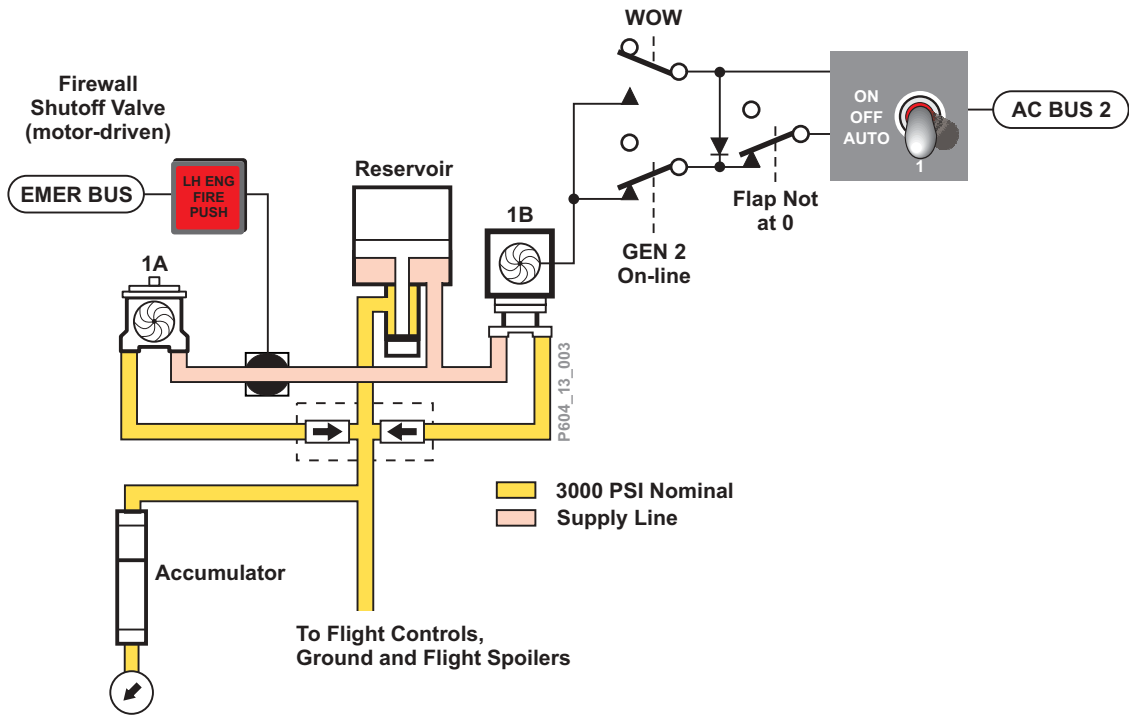 WOW
Firewall
Shutoff Valve
(motor-driven)
ON
OFF
AUTO
1
AC BUS 2
EMER BUS
LH ENG
FIRE
PUSH
Reservoir
1B
Flap Not
at 0
GEN 2
On-line
1A
P604_13_003
3000 PSI Nominal
Supply Line
Accumulator
To Flight Controls,
Ground and Flight Spoilers